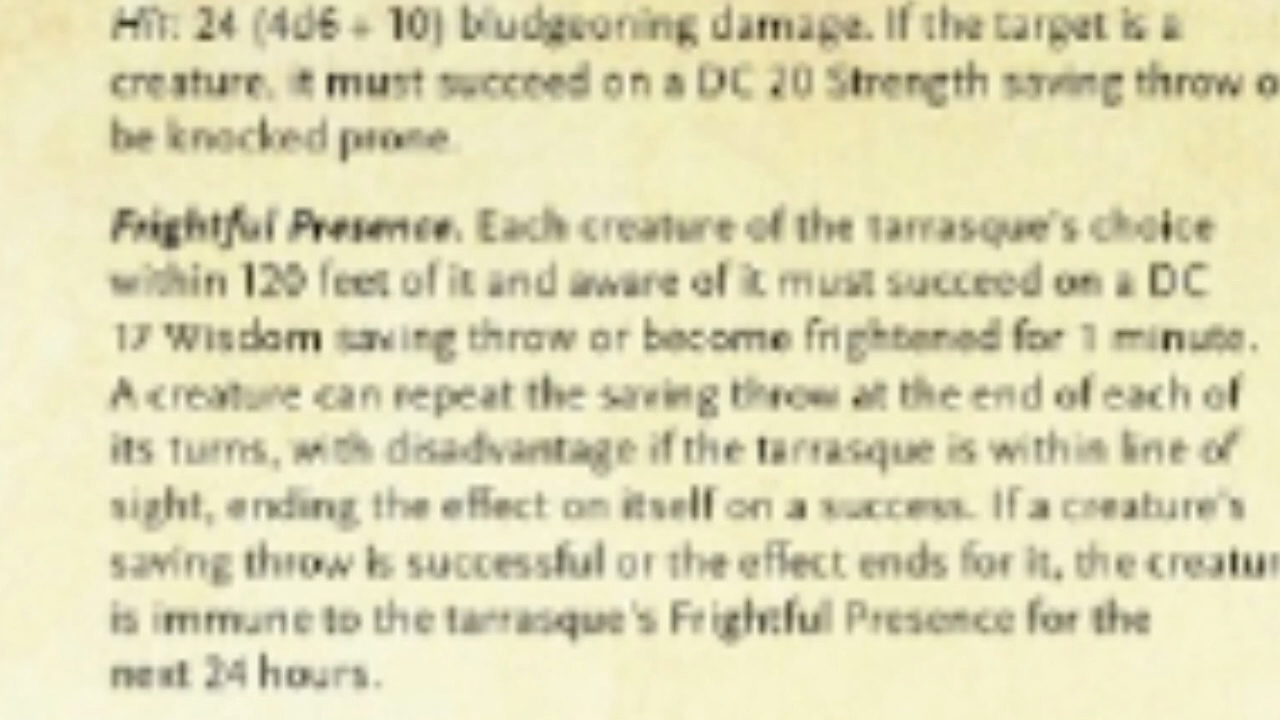 Hit: 24 (4d6 + 10) bludgeoning damage. If the target is a
creature, it must succeed on a DC 20 Strength saving throw o
be knocked prone.
Frightful Presence. Each creature of the tarrasque's choice
within 120 feet of it and aware of it must succeed on a DC
17 Wisdom saving throw or become frightened for 1 minute.
A creature can repeat the saving throw at the end of each of
its turns, with disadvantage if the tarrasque is within line of
sight, ending the effect on itself on a success. If a creature's
saving throw is successful or the effect ends for it, the creatur
is immune to the tarrasque's Frightful Presence for the
next 24 hours.